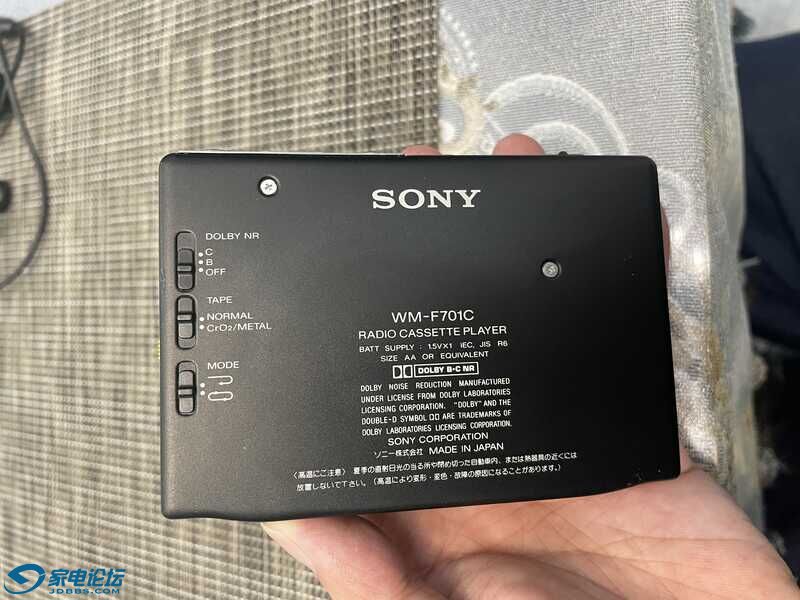 SONY
DOLBY NR
C
B
OFF
TAPE
NORMAL
CrO2/METAL
MODE
WM-F701C
RADIO CASSETTE PLAYER
BATT SUPPLY : 1.5V×1 IEC, JIS R6
SIZE AA OR EQUIVALENT
DOLBY B·C NR
DOLBY NOISE REDUCTION MANUFACTURED
UNDER LICENSE FROM DOLBY LABORATORIES
LICENSING CORPORATION. "DOLBY" AND THE
DOUBLE-D SYMBOL ARE TRADEMARKS OF
DOLBY LABORATORIES LICENSING CORPORATION.
SONY CORPORATION
ソニー株式会社 MADE IN JAPAN
〈高温にご注意〉 夏季の直射日光の当る所や閉め切った自動車内、または熱器具の近くには
放置しないで下さい。(高温により変形・変色・故障の原因になることがあります。)
家电论坛
JDBBS.COM